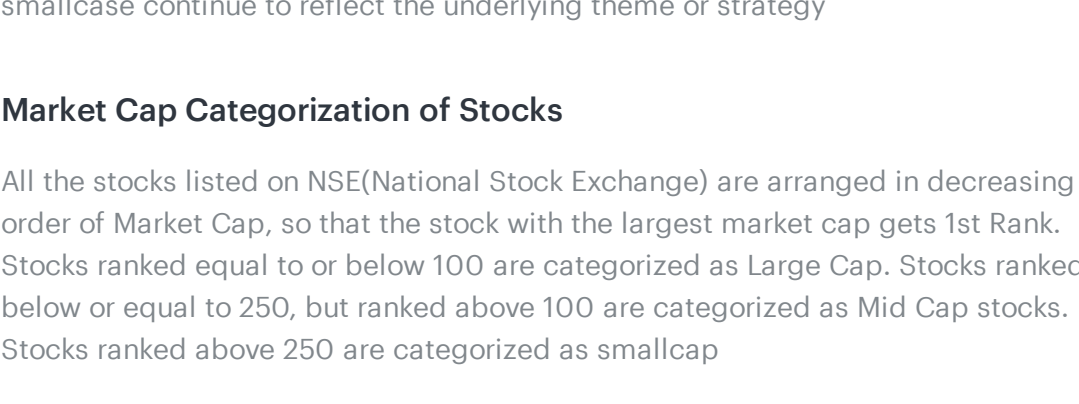 smallcase continue to reflect the underlying theme or strategy
Market Cap Categorization of Stocks
All the stocks listed on NSE(National Stock Exchange) are arranged in decreasing
order of Market Cap, so that the stock with the largest market cap gets 1st Rank.
Stocks ranked equal to or below 100 are categorized as Large Cap. Stocks ranked
below or equal to 250, but ranked above 100 are categorized as Mid Cap stocks.
Stocks ranked above 250 are categorized as smallcap